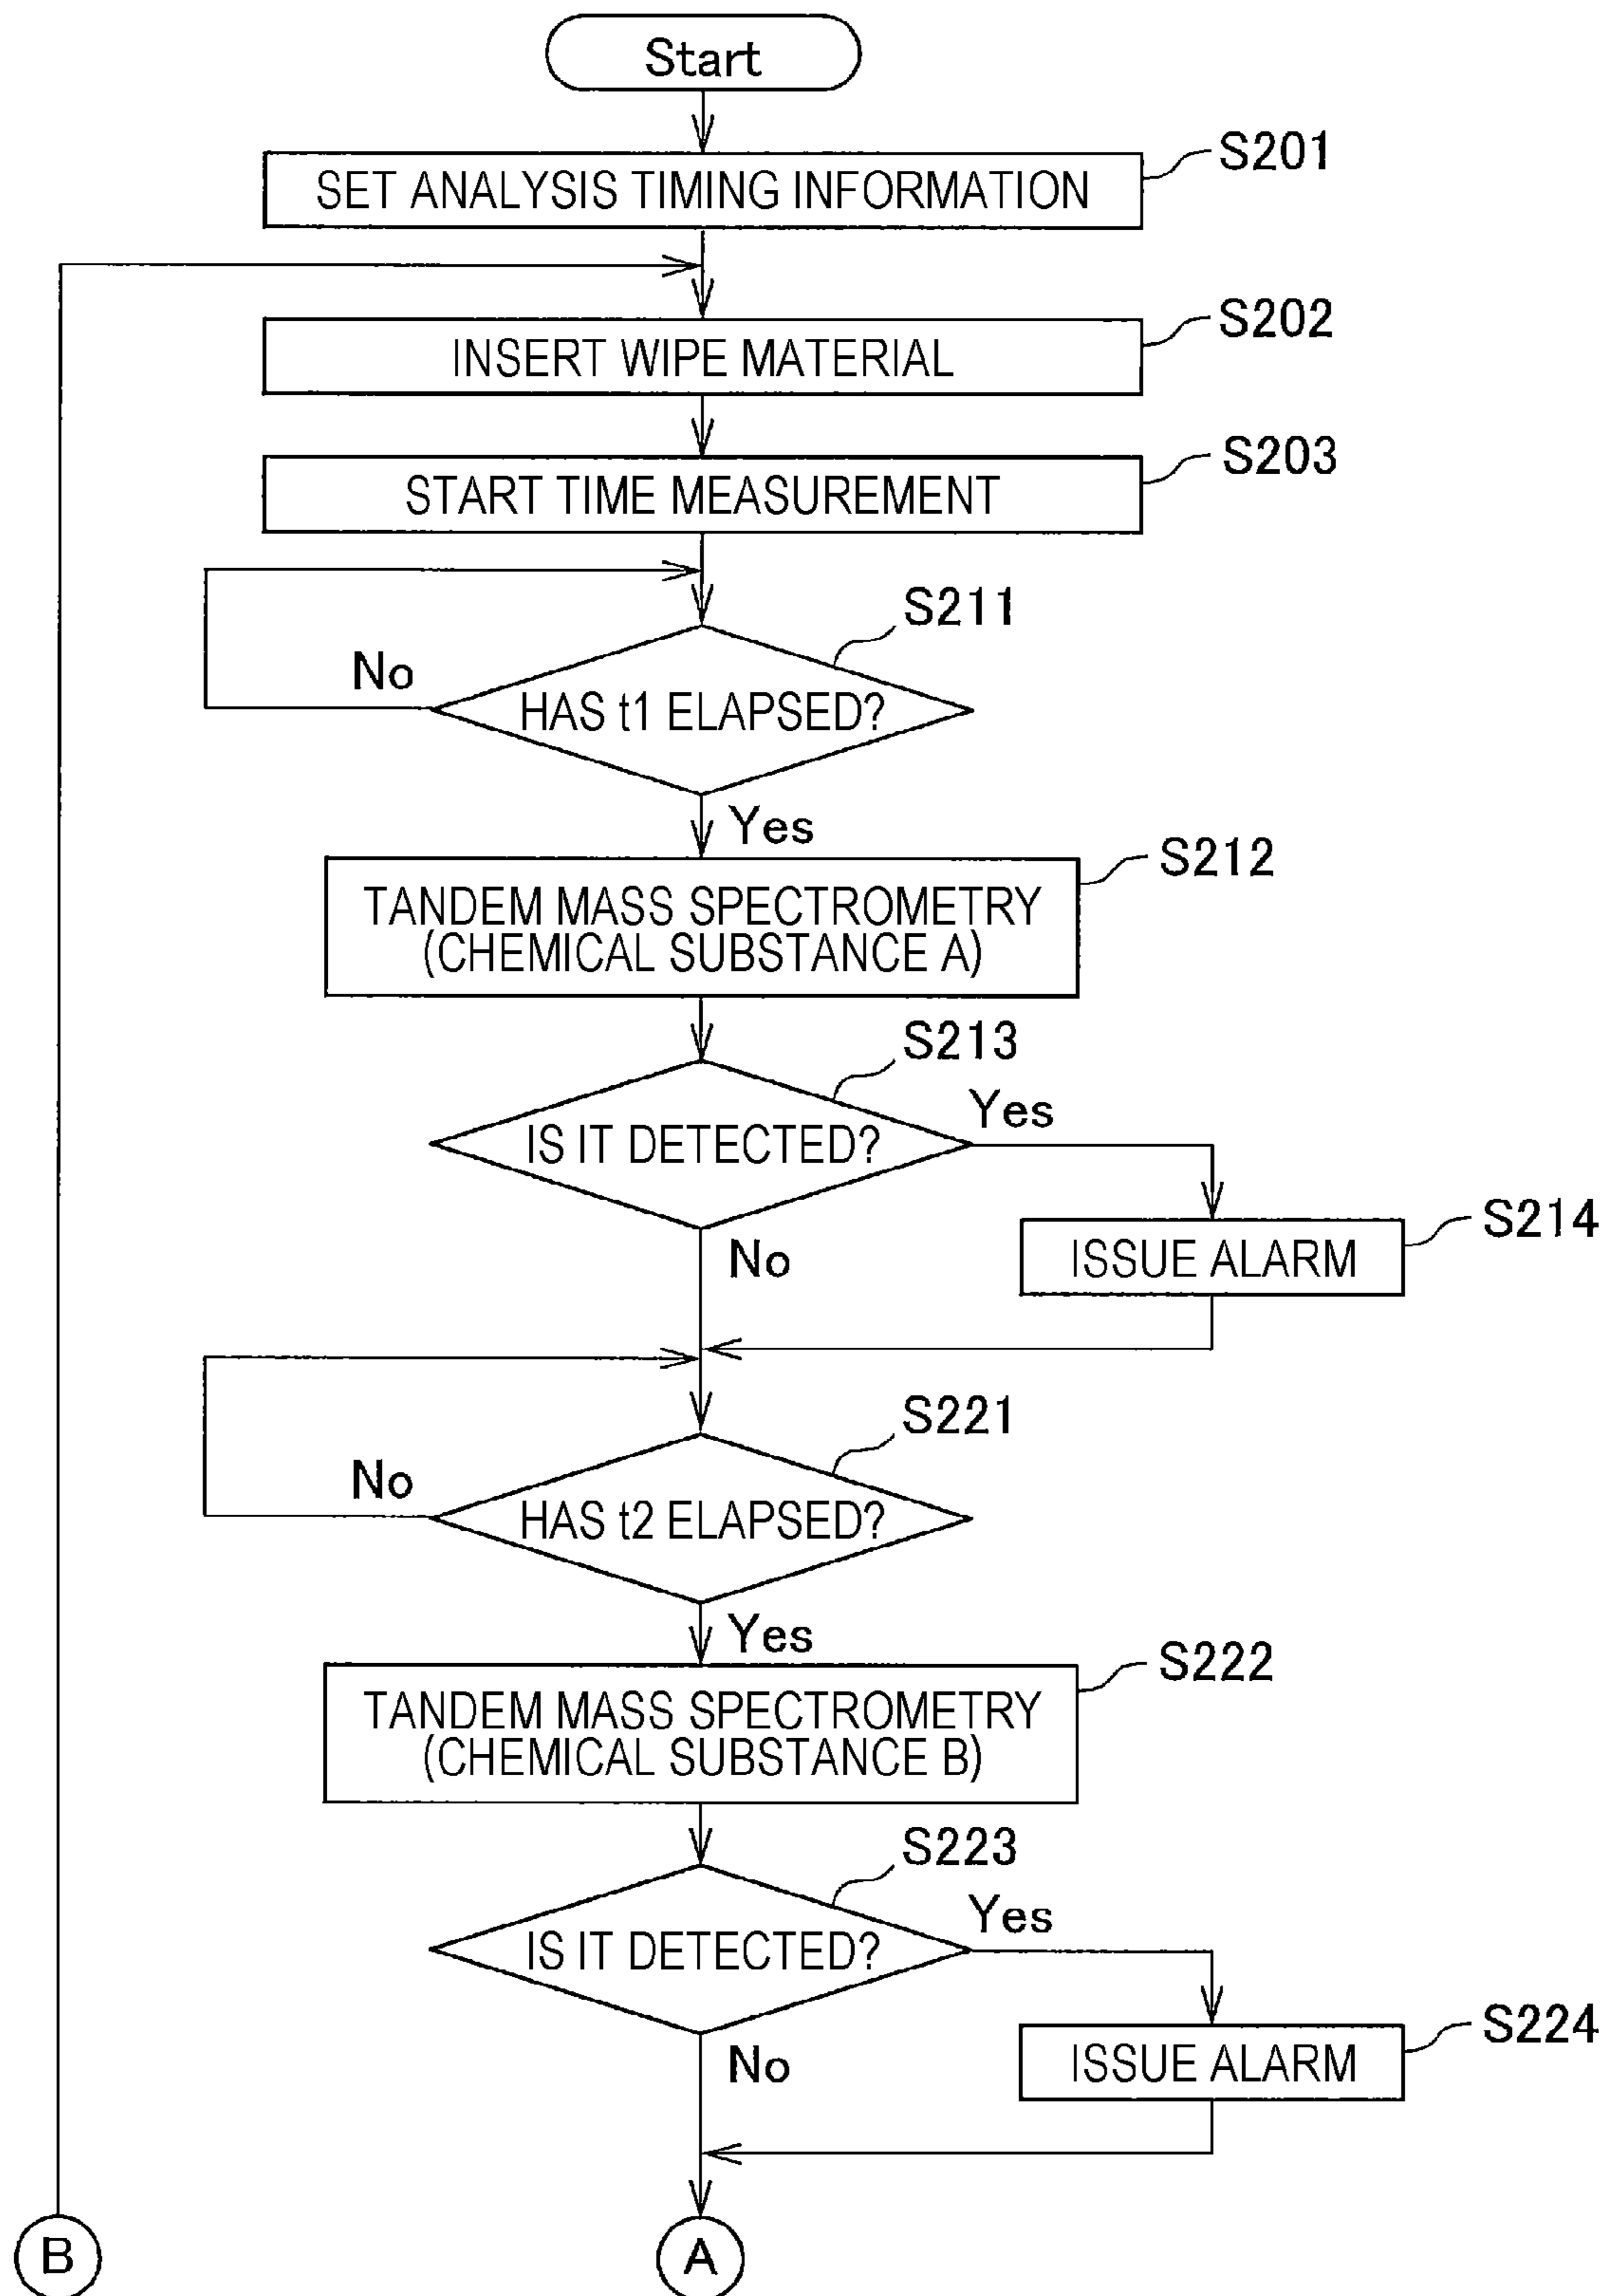 Start
S201
SET ANALYSIS TIMING INFORMATION
S202
INSERT WIPE MATERIAL
S203
START TIME MEASUREMENT
S211
No
HAS t1 ELAPSED?
Yes
S212
TANDEM MASS SPECTROMETRY
(CHEMICAL SUBSTANCE A)
S213
Yes
IS IT DETECTED?
S214
No
ISSUE ALARM
S221
No
HAS t2 ELAPSED?
Yes
S222
TANDEM MASS SPECTROMETRY
(CHEMICAL SUBSTANCE B)
S223
Yes
IS IT DETECTED?
S224
No
ISSUE ALARM
B
A